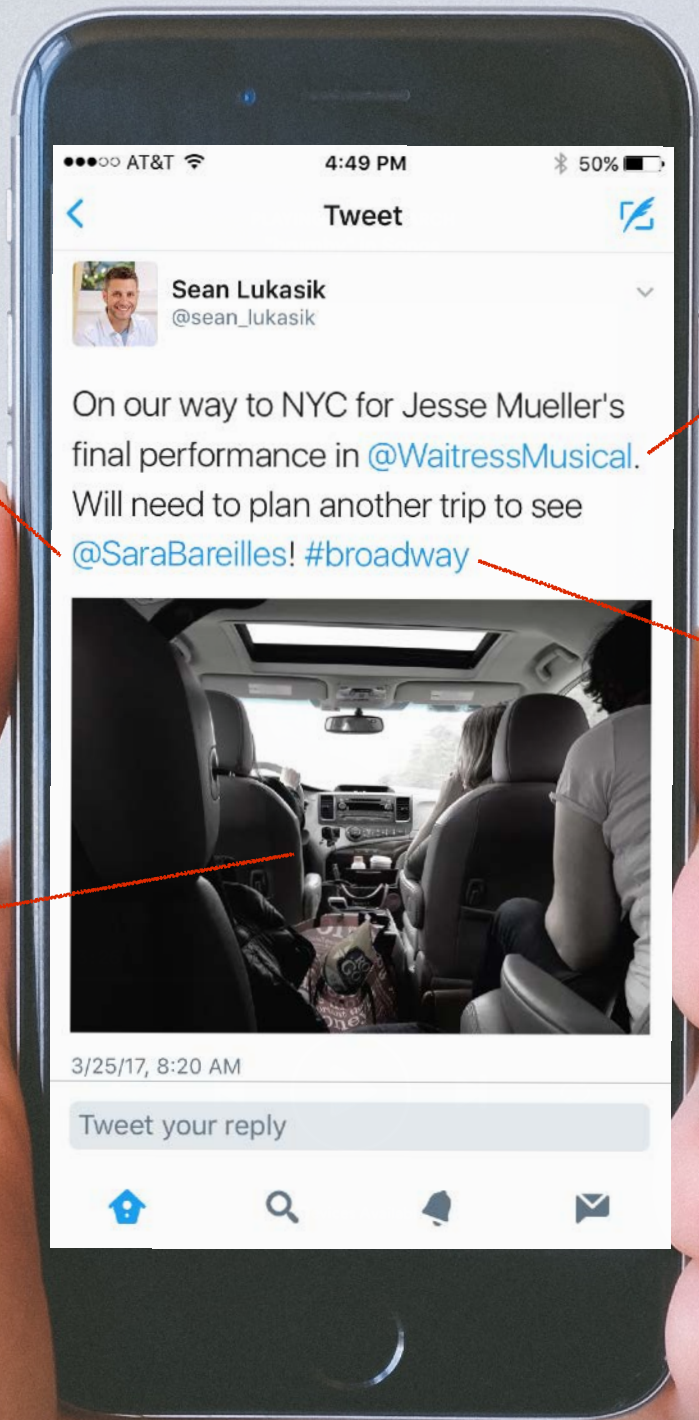 AT&T 4:49 PM 50%
Tweet
Sean Lukasik
@sean_lukasik
On our way to NYC for Jesse Mueller's
final performance in @WaitressMusical.
Will need to plan another trip to see
@SaraBareilles! #broadway
3/25/17, 8:20 AM
Tweet your reply